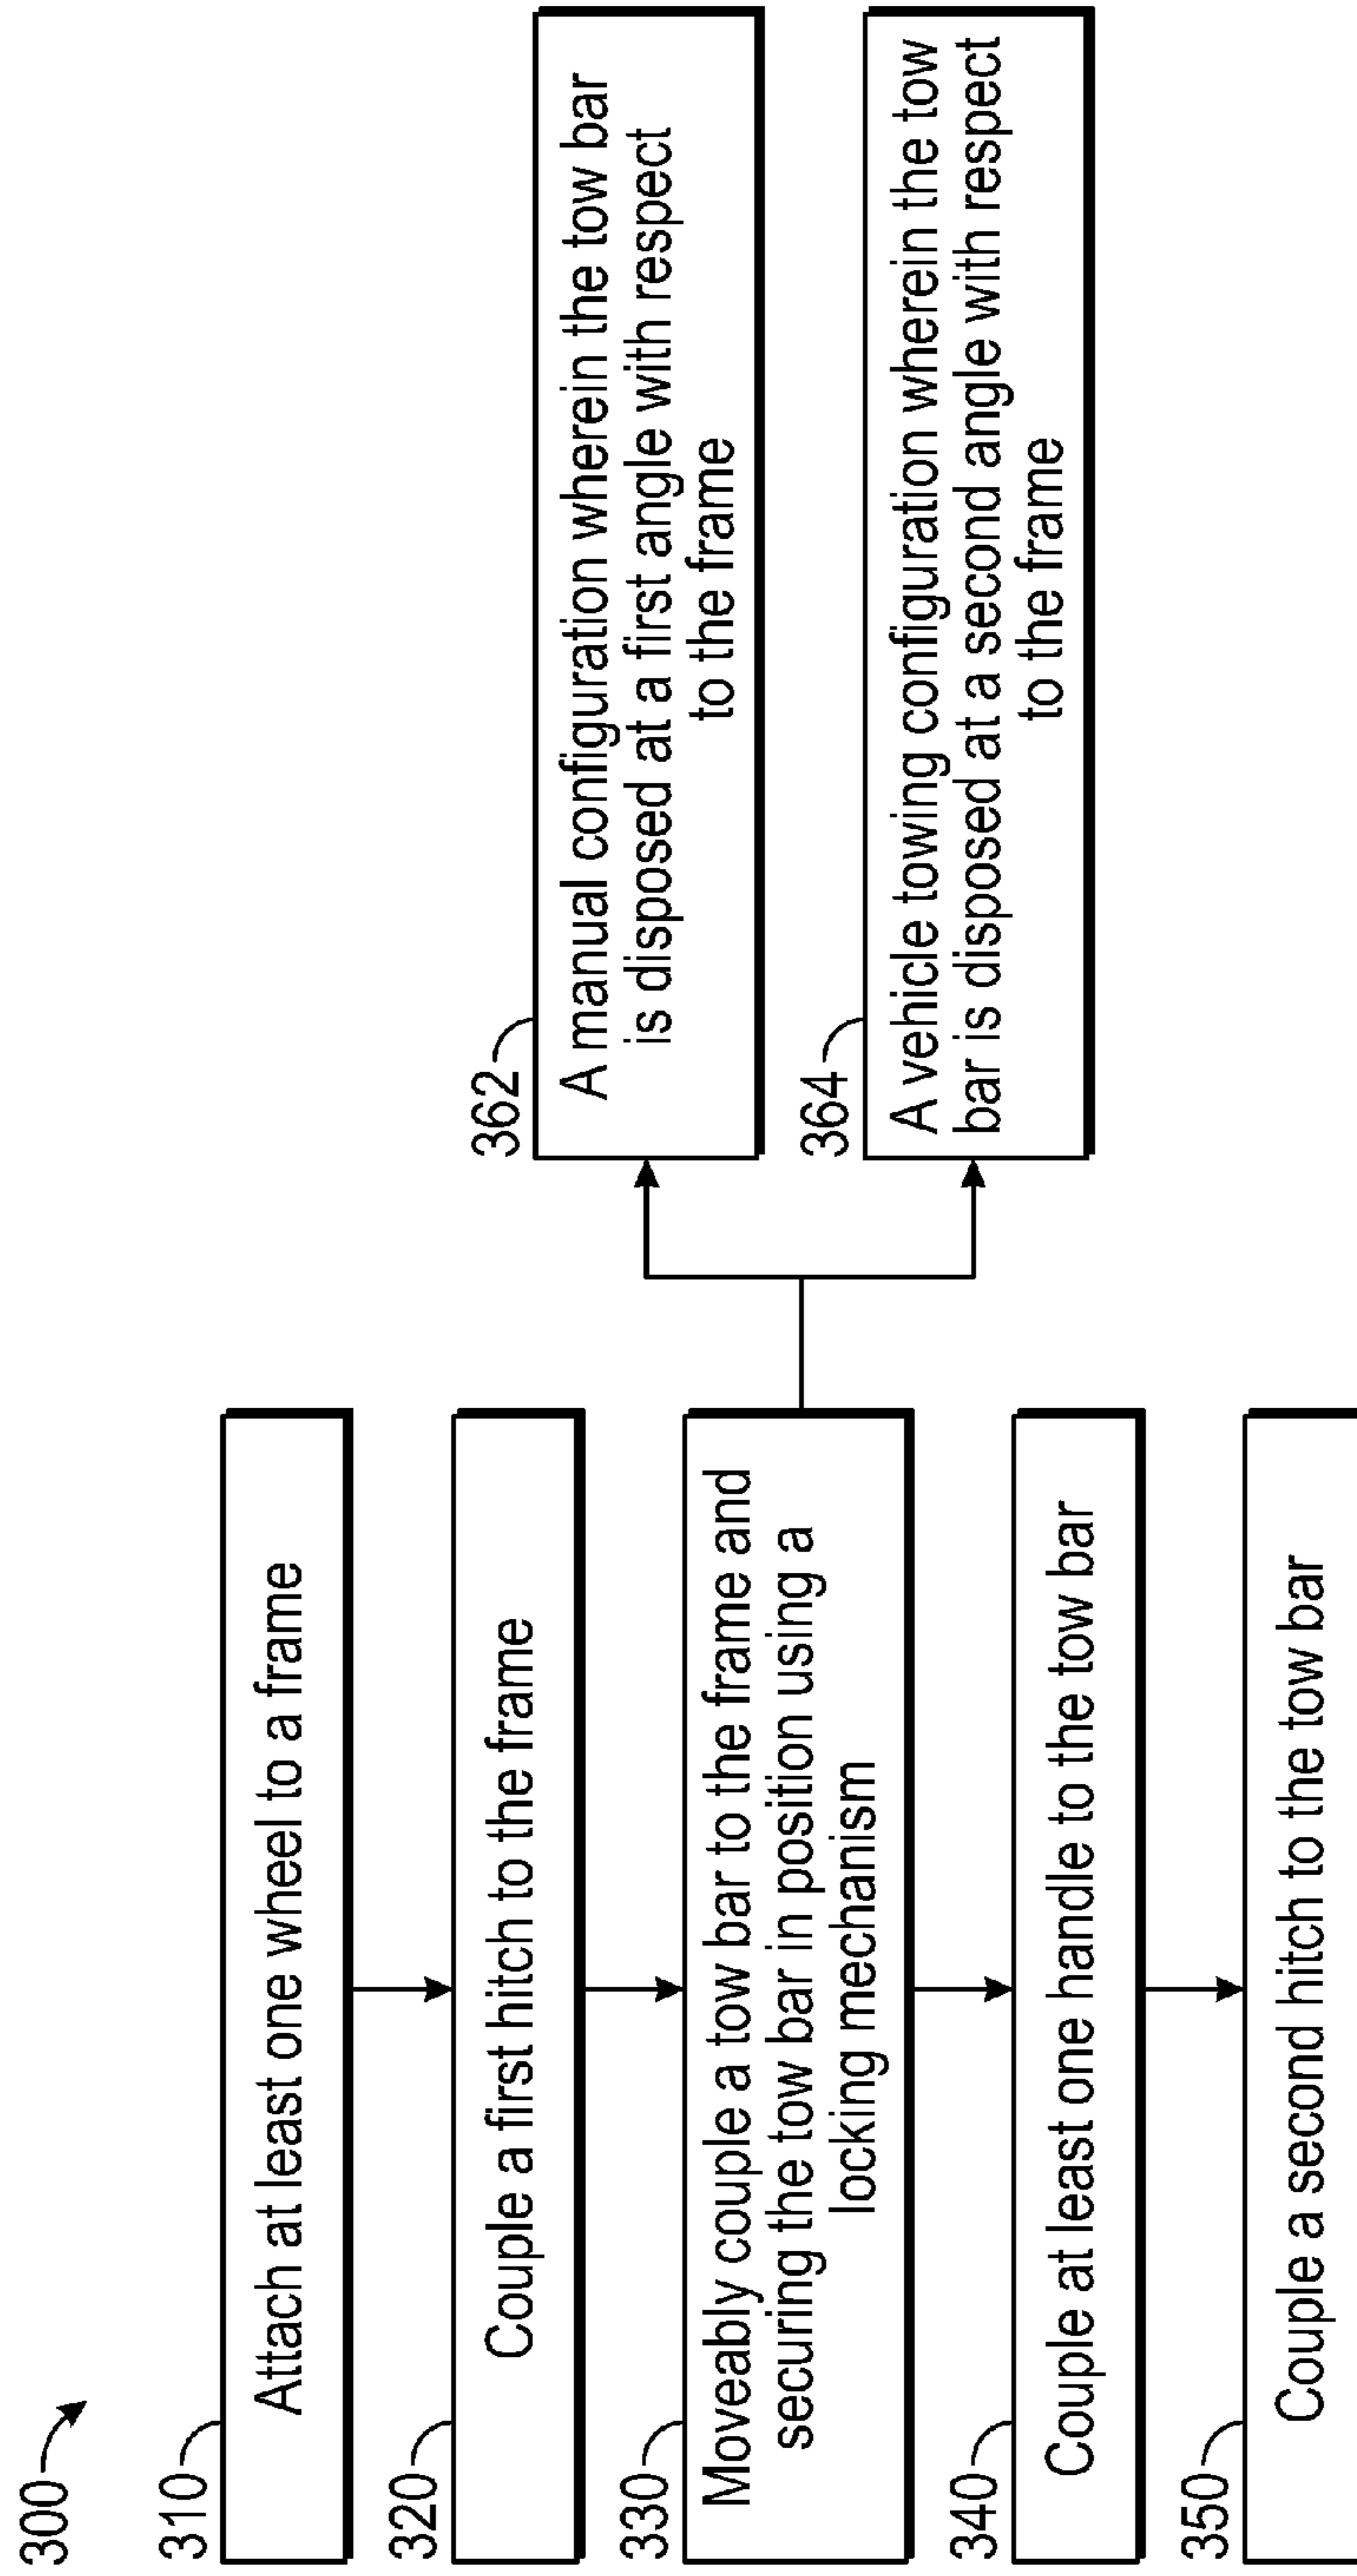 300
310
Attach at least one wheel to a frame
320
Couple a first hitch to the frame
330
Moveably couple a tow bar to the frame and
securing the tow bar in position using a
locking mechanism
362
A manual configuration wherein the tow bar
is disposed at a first angle with respect
to the frame
364
A vehicle towing configuration wherein the tow
bar is disposed at a second angle with respect
to the frame
340
Couple at least one handle to the tow bar
350
Couple a second hitch to the tow bar